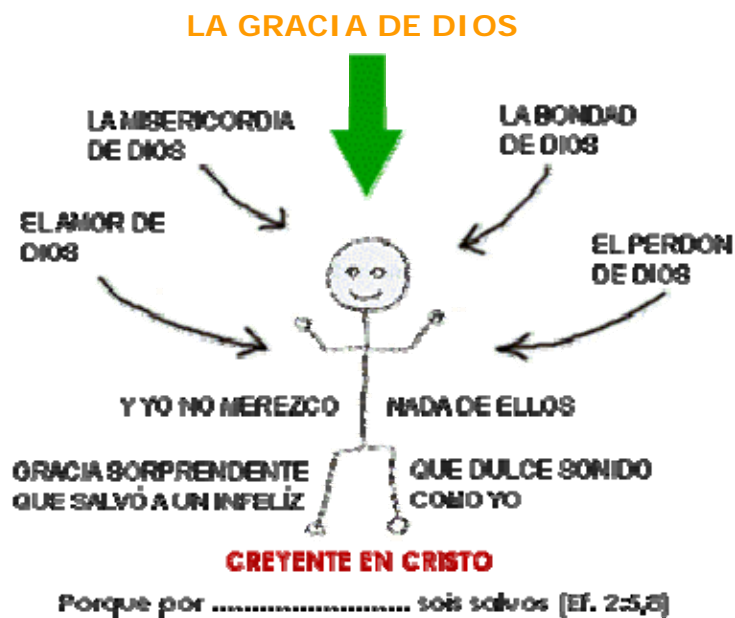 LA GRACIA DE DIOS
LA MISERICORDIA
DE DIOS
LA BONDAD
DE DIOS
EL AMOR DE
DIOS
EL PERDON
DE DIOS
Y YO NO MEREZCO NADA DE ELLOS
GRACIA SORPRENDENTE
QUE SALVÓ A UN INFELÍZ
QUE DULCE SONIDO
COMO YO
CREYENTE EN CRISTO
Porque por ......................... sois salvos (Ef. 2:5,8)